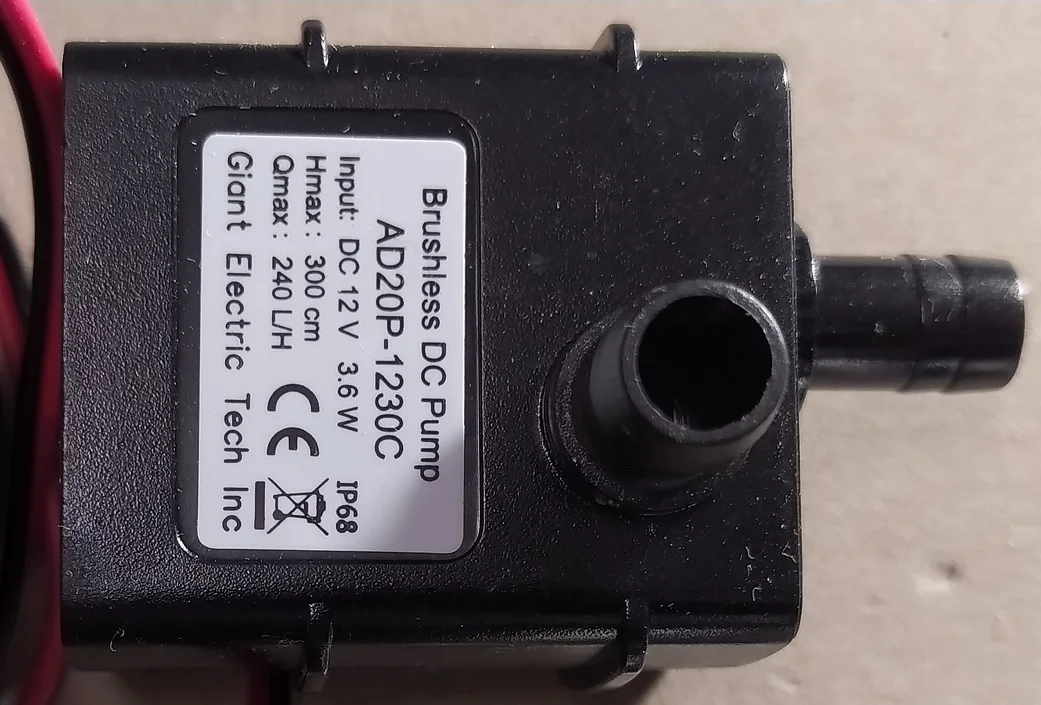 Brushless DC Pump
AD20P-1230C
Input: DC 12 V 3.6 W IP68
Hmax: 300 cm
Qmax: 240 L/H CE
Giant Electric Tech Inc